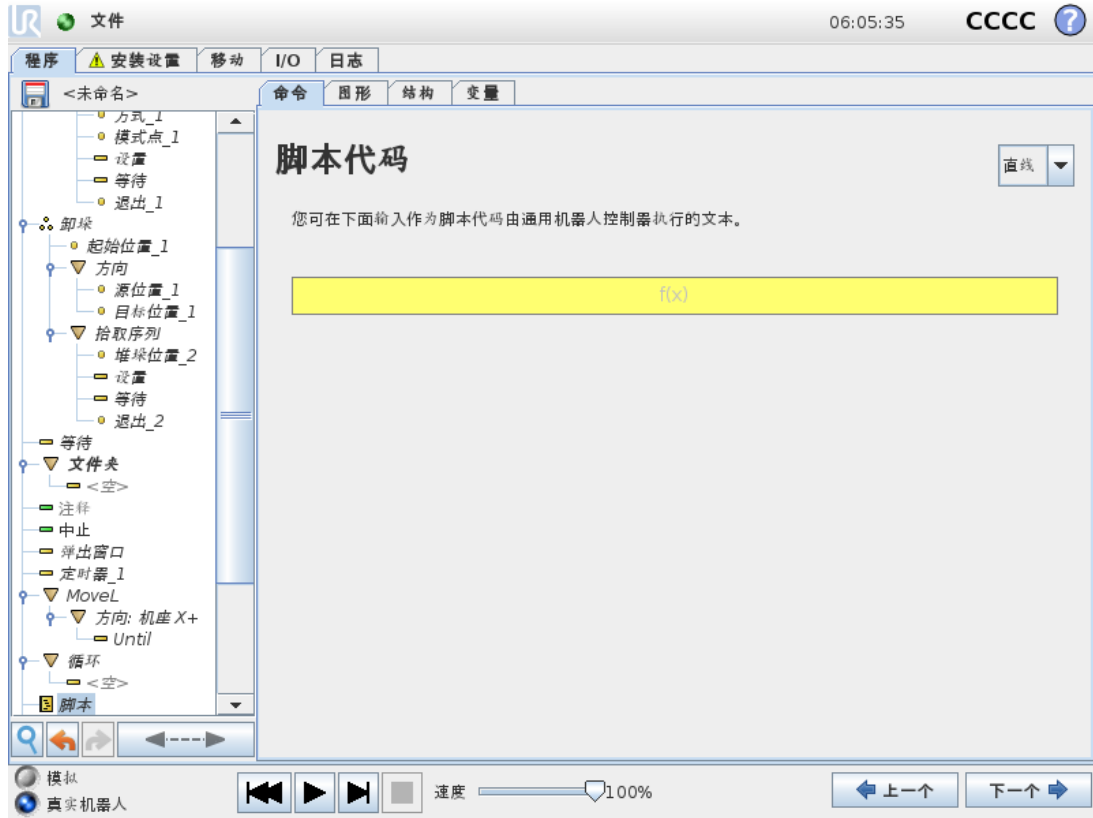 UR
文件
06:05:35
CCCC
?
程序
安装设置
移动
I/O
日志
<未命名>
命令
图形
结构
变量
方式_1
模式点_1
设置
等待
退出_1
卸垛
起始位置_1
方向
源位置_1
目标位置_1
拾取序列
堆垛位置_2
设置
等待
退出_2
等待
文件夹
<空>
注释
中止
弹出窗口
定时器_1
MoveL
方向: 机座 X+
Until
循环
<空>
脚本
脚本代码
直线
您可在下面输入作为脚本代码由通用机器人控制器执行的文本。
f(x)
模拟
真实机器人
速度
100%
上一个
下一个